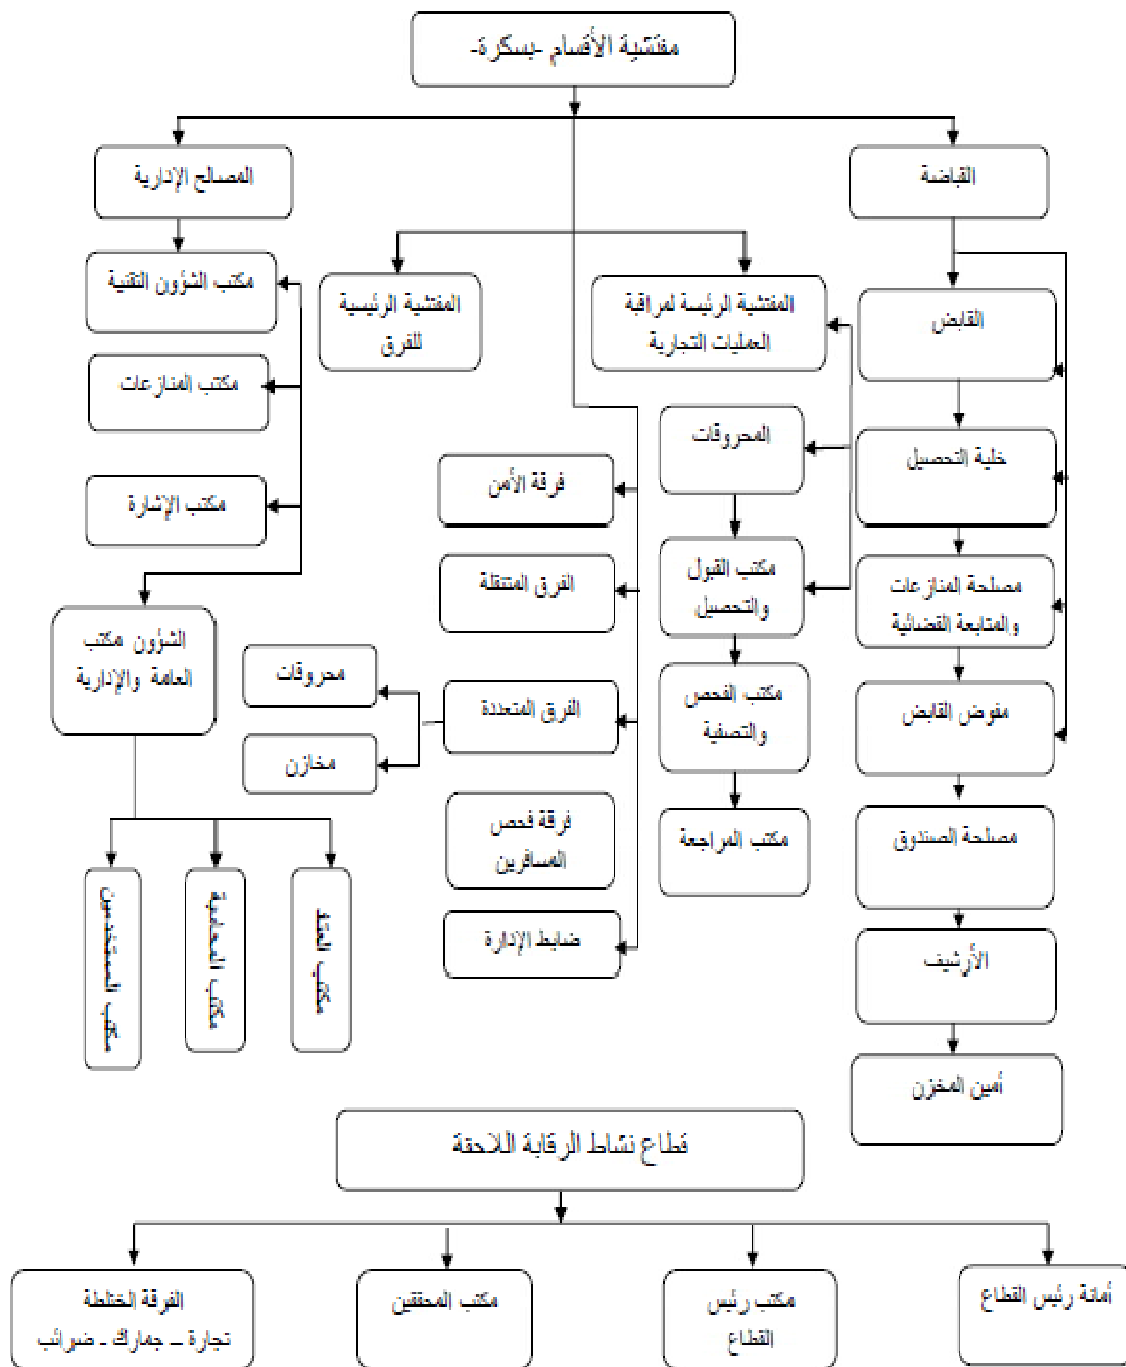 مفتشية الأقسام -بسكرة-
القباضة
المصالح الإدارية
القابض
خلية التحصيل
مصلحة المنازعات
والمتابعة القضائية
مفوض القابض
مصلحة الصندوق
الأرشيف
أمين المخزن
المفتشية الرئيسة لمراقبة
العمليات التجارية
المحروقات
مكتب القبول
والتحصيل
مكتب الفحص
والتصفية
مكتب المراجعة
المفتشية الرئيسية
للفرق
فرقة الأمن
الفرق المتنقلة
الفرق المتعددة
محروقات
مخازن
فرقة فحص
المسافرين
ضابط الإدارة
مكتب الشؤون التقنية
مكتب المنازعات
مكتب الإشارة
الشؤون مكتب
العامة والإدارية
مكتب العتاد
مكتب المحاسبة
مكتب المستخدمين
قطاع نشاط الرقابة اللاحقة
أمانة رئيس القطاع
مكتب رئيس
القطاع
مكتب المحققين
الفرقة الختلطة
تجارة – جمارك - ضرائب